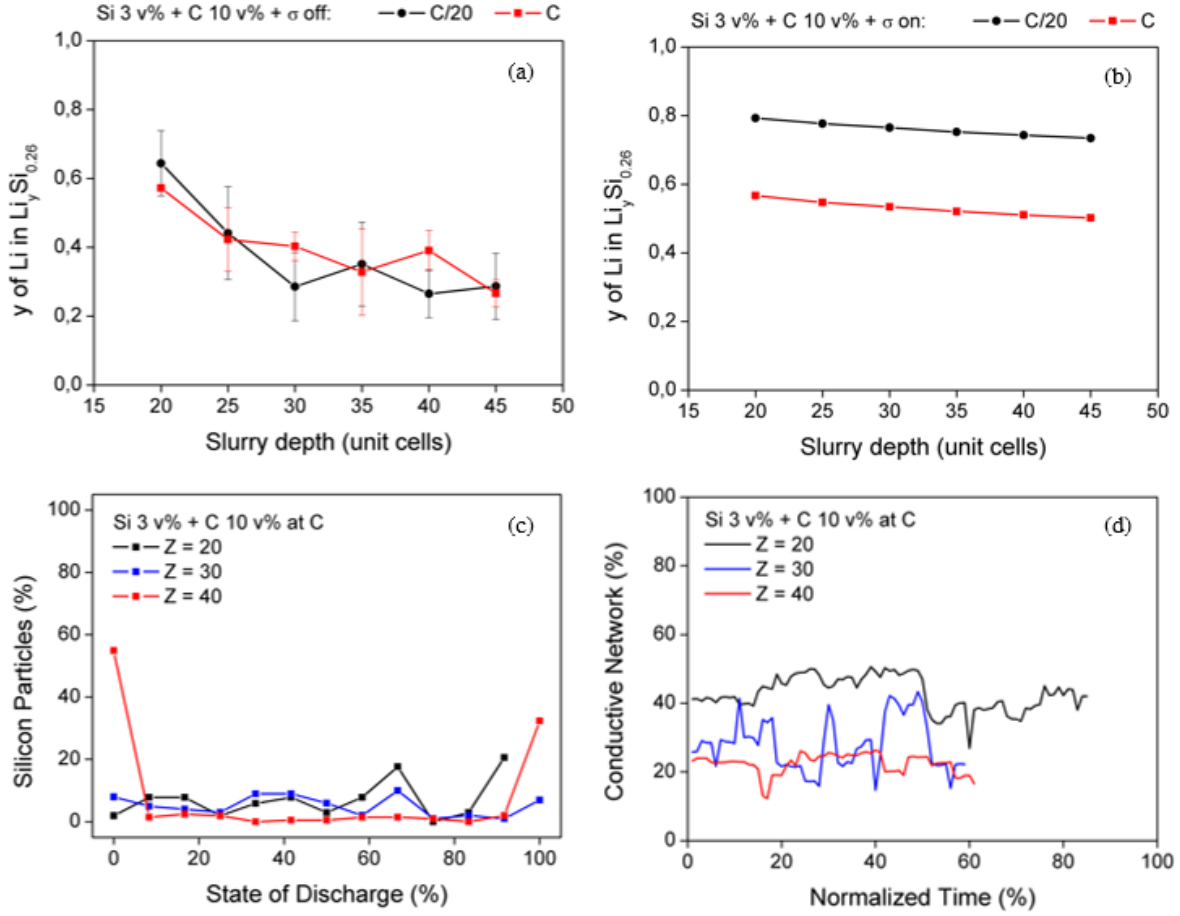 Si 3 v% + C 10 v% + σ off: C/20 C
(a)
1,0
0,8
0,6
0,4
0,2
0,0
y of Li in LiySi0.26
15 20 25 30 35 40 45 50
Slurry depth (unit cells)
Si 3 v% + C 10 v% + σ on: C/20 C
(b)
1,0
0,8
0,6
0,4
0,2
0,0
y of Li in LiySi0.26
15 20 25 30 35 40 45 50
Slurry depth (unit cells)
Si 3 v% + C 10 v% at C
(c)
Z = 20
Z = 30
Z = 40
100
80
60
40
20
0
Silicon Particles (%)
0 20 40 60 80 100
State of Discharge (%)
Si 3 v% + C 10 v% at C
(d)
Z = 20
Z = 30
Z = 40
100
80
60
40
20
0
Conductive Network (%)
0 20 40 60 80 100
Normalized Time (%)